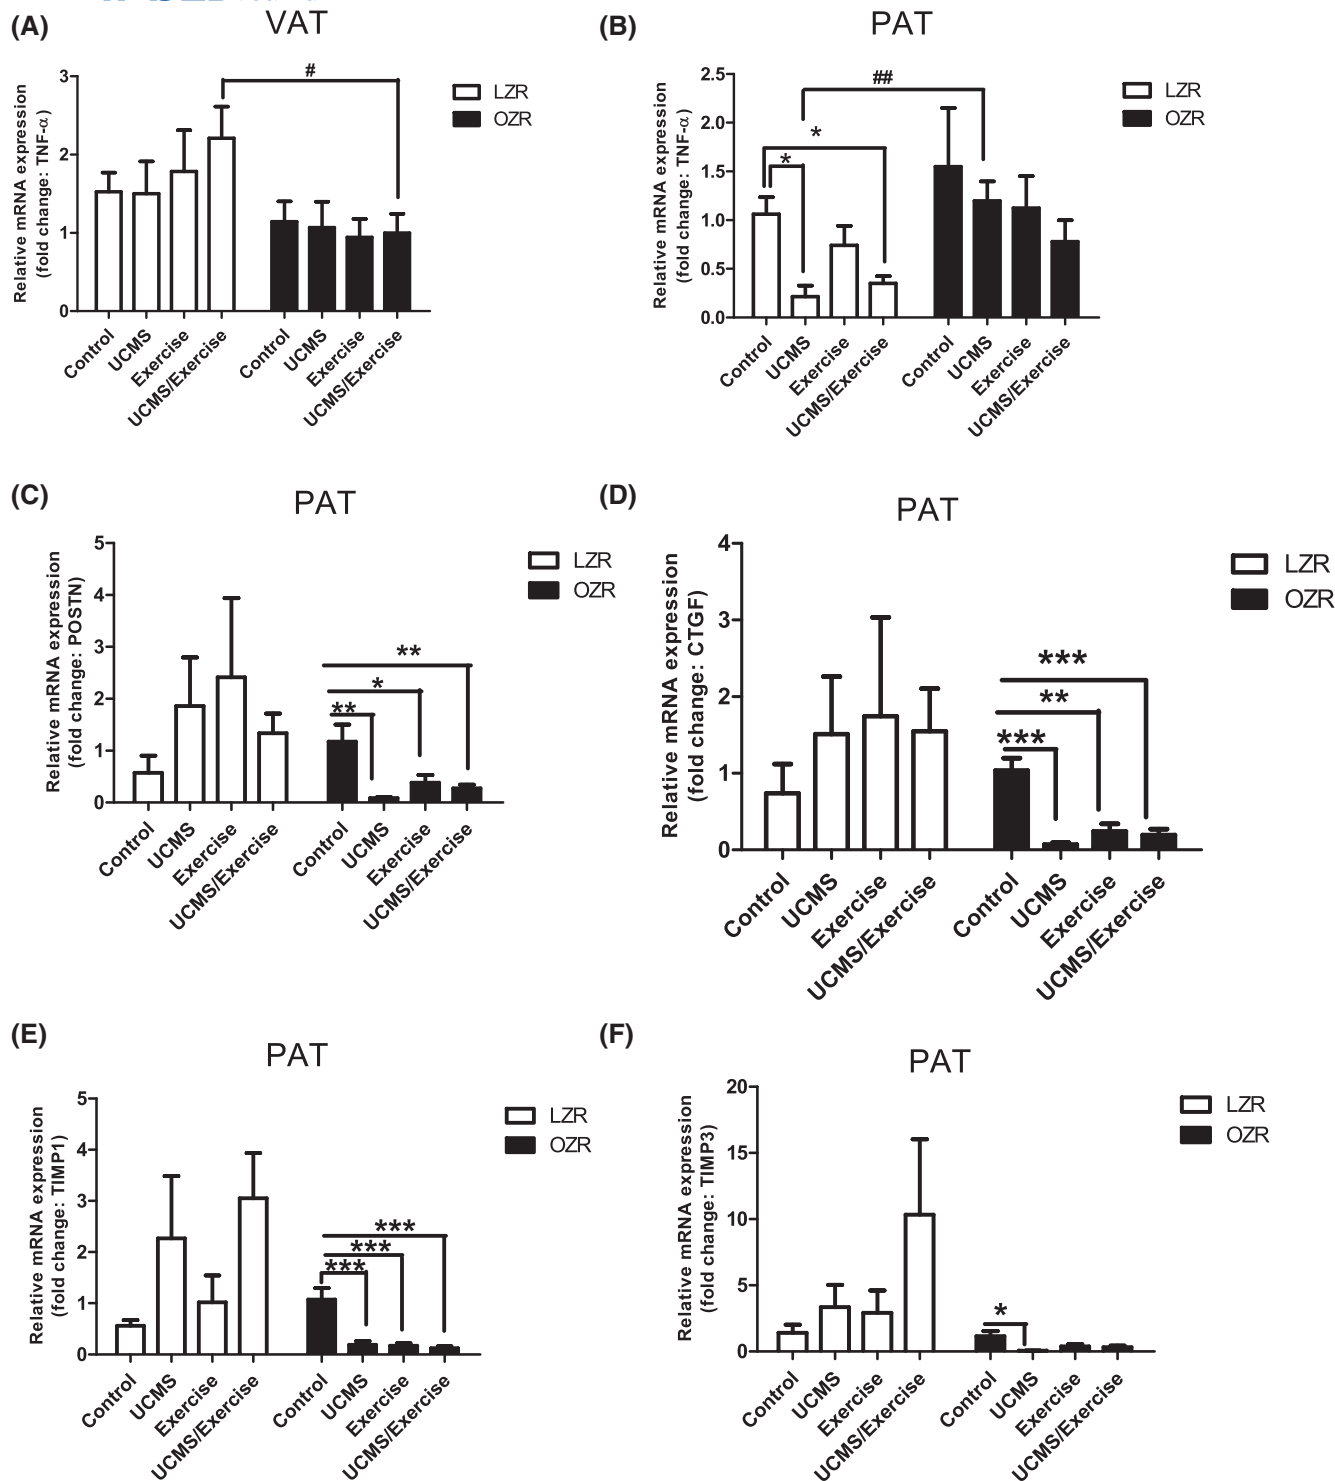 (A)
VAT
Relative mRNA expression
(fold change: TNF-α)
3
2
1
0
#
LZR
OZR
Control
UCMS
Exercise
UCMS/Exercise
Control
UCMS
Exercise
UCMS/Exercise
(B)
PAT
Relative mRNA expression
(fold change: TNF-α)
2.5
2.0
1.5
1.0
0.5
0.0
##
*
*
LZR
OZR
Control
UCMS
Exercise
UCMS/Exercise
Control
UCMS
Exercise
UCMS/Exercise
(C)
PAT
Relative mRNA expression
(fold change: POSTN)
5
4
3
2
1
0
**
*
**
LZR
OZR
Control
UCMS
Exercise
UCMS/Exercise
Control
UCMS
Exercise
UCMS/Exercise
(D)
PAT
Relative mRNA expression
(fold change: CTGF)
4
3
2
1
0
***
**
***
LZR
OZR
Control
UCMS
Exercise
UCMS/Exercise
Control
UCMS
Exercise
UCMS/Exercise
(E)
PAT
Relative mRNA expression
(fold change: TIMP1)
5
4
3
2
1
0
***
***
***
LZR
OZR
Control
UCMS
Exercise
UCMS/Exercise
Control
UCMS
Exercise
UCMS/Exercise
(F)
PAT
Relative mRNA expression
(fold change: TIMP3)
20
15
10
5
0
*
LZR
OZR
Control
UCMS
Exercise
UCMS/Exercise
Control
UCMS
Exercise
UCMS/Exercise